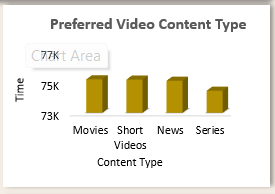 Preferred Video Content Type
Chart Area
77K
75K
73K
Time
Movies Short Videos News Series
Content Type